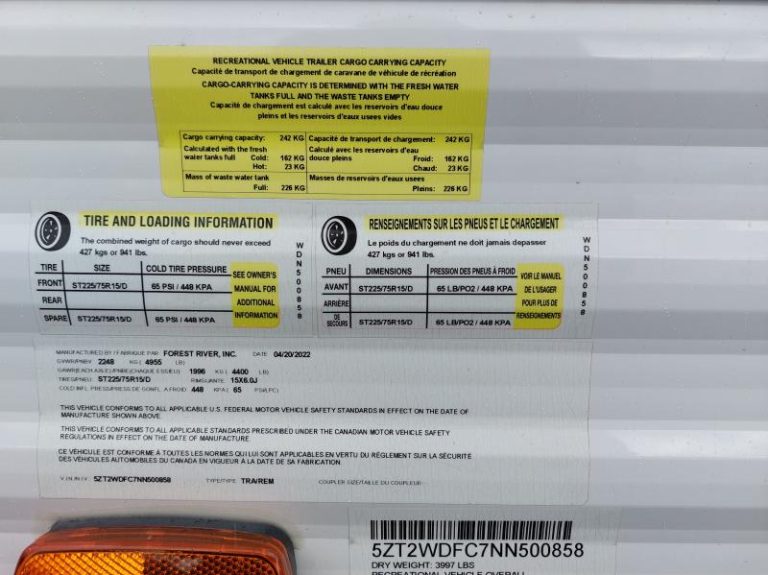 RECREATIONAL VEHICLE TRAILER CARGO CARRYING CAPACITY
Capacité de transport de chargement de caravane de véhicule de récréation
CARGO-CARRYING CAPACITY IS DETERMINED WITH THE FRESH WATER
TANKS FULL AND THE WASTE TANKS EMPTY
Capacité de chargement est calculé avec les reservoirs d'eau douce
pleins et les reservoirs d'eaux usees vides
Cargo carrying capacity: 242 KG Capacité de transport de chargement: 242 KG
Calculated with the fresh Calculé avec les reservoirs d'eau
water tanks full Cold: 162 KG douce pleins Froid: 162 KG
Hot: 23 KG Chaud: 23 KG
Mass of waste water tank Masses de reservoirs d'eaux usees
Full: 226 KG Pleins: 226 KG
TIRE AND LOADING INFORMATION
The combined weight of cargo should never exceed
427 kgs or 941 lbs.
TIRE SIZE COLD TIRE PRESSURE
FRONT ST225/75R15/D 65 PSI / 448 KPA
REAR
SPARE ST225/75R15/D 65 PSI / 448 KPA
SEE OWNER'S
MANUAL FOR
ADDITIONAL
INFORMATION
WDN500858
RENSEIGNEMENTS SUR LES PNEUS ET LE CHARGEMENT
Le poids du chargement ne doit jamais depasser
427 kgs or 941 lbs.
PNEU DIMENSIONS PRESSION DES PNEUS À FROID
AVANT ST225/75R15/D 65 LB/PO2 / 448 KPA
ARRIÈRE
DE SECOURS ST225/75R15/D 65 LB/PO2 / 448 KPA
VOIR LE MANUEL
DE L'USAGER
POUR PLUS DE
RENSEIGNEMENTS
WDN500858
MANUFACTURED BY / FABRIQUE PAR FOREST RIVER, INC. DATE 04/20/2022
GVWR/PNBV 2248 KG ( 4955 LB)
1996 KG ( 4400 LB)
TIRES/PNEU ST225/75R15/D RIMS/JANTE 15X6.0J
448 KPA ( 65 PSI/LPC)
THIS VEHICLE CONFORMS TO ALL APPLICABLE U.S. FEDERAL MOTOR VEHICLE SAFETY STANDARDS IN EFFECT ON THE DATE OF
MANUFACTURE SHOWN ABOVE.
THIS VEHICLE CONFORMS TO ALL APPLICABLE STANDARDS PRESCRIBED UNDER THE CANADIAN MOTOR VEHICLE SAFETY
REGULATIONS IN EFFECT ON THE DATE OF MANUFACTURE
CE VÉHICULE EST CONFORME À TOUTES LES NORMES QUI LUI SONT APPLICABLES EN VERTU DU RÈGLEMENT SUR LA SÉCURITÉ
DES VÉHICULES AUTOMOBILES DU CANADA EN VIGUEUR À LA DATE DE SA FABRICATION
V.I.N./N.I.V. 5ZT2WDFC7NN500858 TYPE/TYPE TRA/REM COUPLER SIZE/TAILLE DU COUPLEUR
5ZT2WDFC7NN500858
DRY WEIGHT: 3997 LBS
RECREATIONAL VEHICLE OVERALL